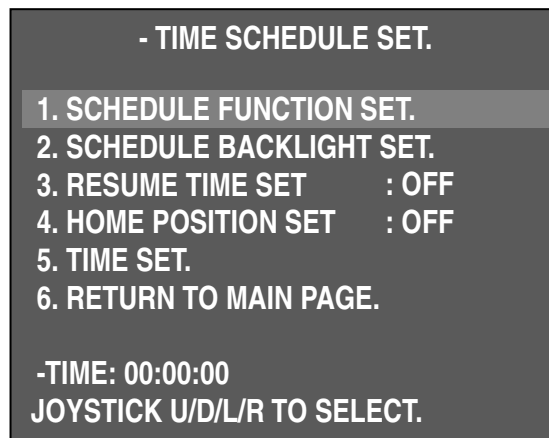 - TIME SCHEDULE SET.
1. SCHEDULE FUNCTION SET.
2. SCHEDULE BACKLIGHT SET.
3. RESUME TIME SET : OFF
4. HOME POSITION SET : OFF
5. TIME SET.
6. RETURN TO MAIN PAGE.
-TIME: 00:00:00
JOYSTICK U/D/L/R TO SELECT.